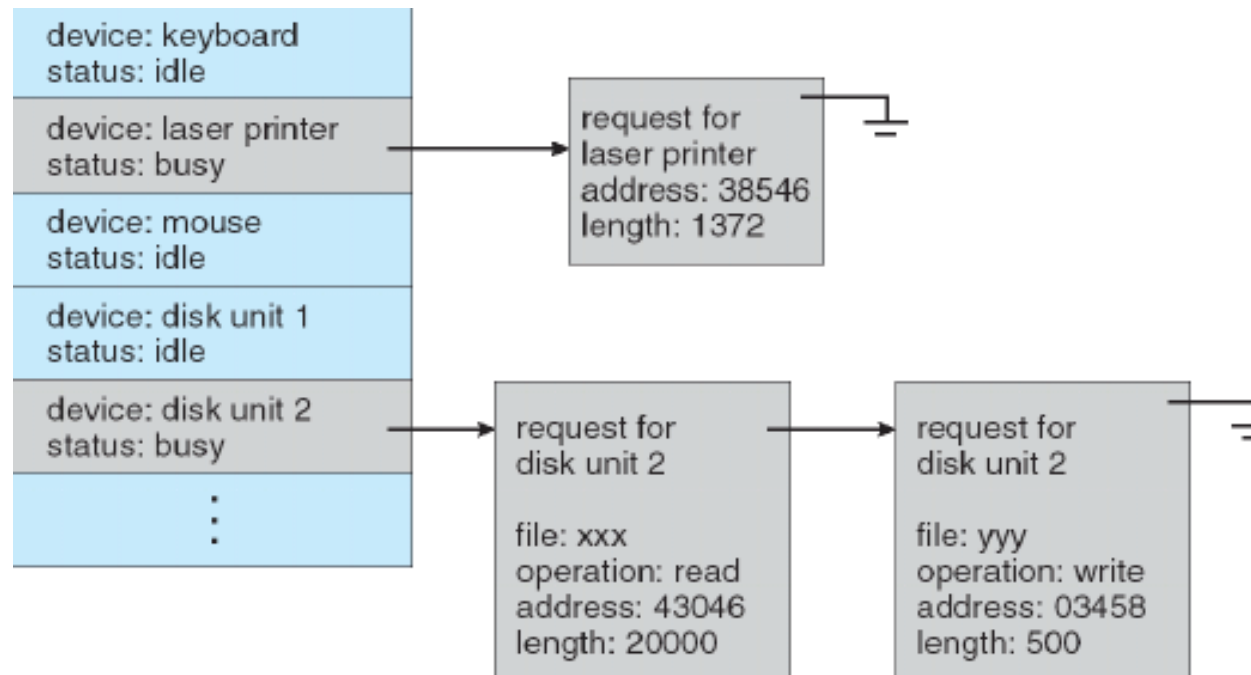 device: keyboard
status: idle
device: laser printer
status: busy
request for
laser printer
address: 38546
length: 1372
device: mouse
status: idle
device: disk unit 1
status: idle
device: disk unit 2
status: busy
request for
disk unit 2
file: xxx
operation: read
address: 43046
length: 20000
request for
disk unit 2
file: yyy
operation: write
address: 03458
length: 500